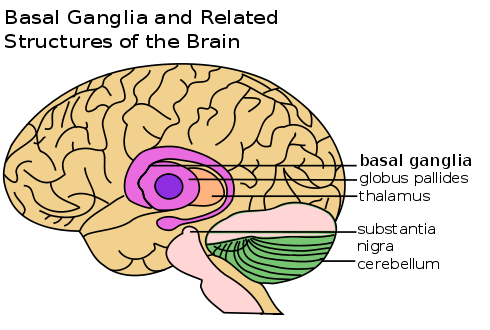 Basal Ganglia and Related
Structures of the Brain
basal ganglia
globus pallides
thalamus
substantia
nigra
cerebellum